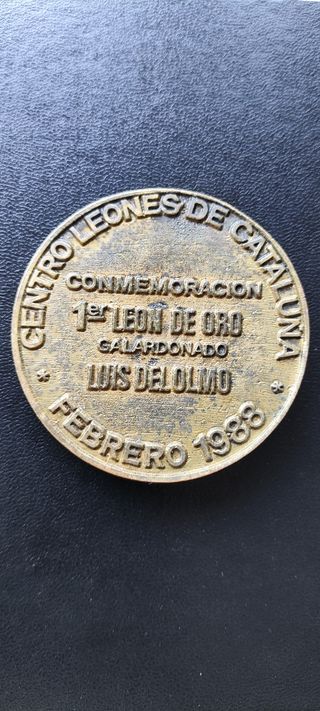 CENTRO LEONES DE CATALUÑA
CONMEMORACION
1er LEON DE ORO
GALARDONADO
LUIS DEL OLMO
* FEBRERO 1988 *